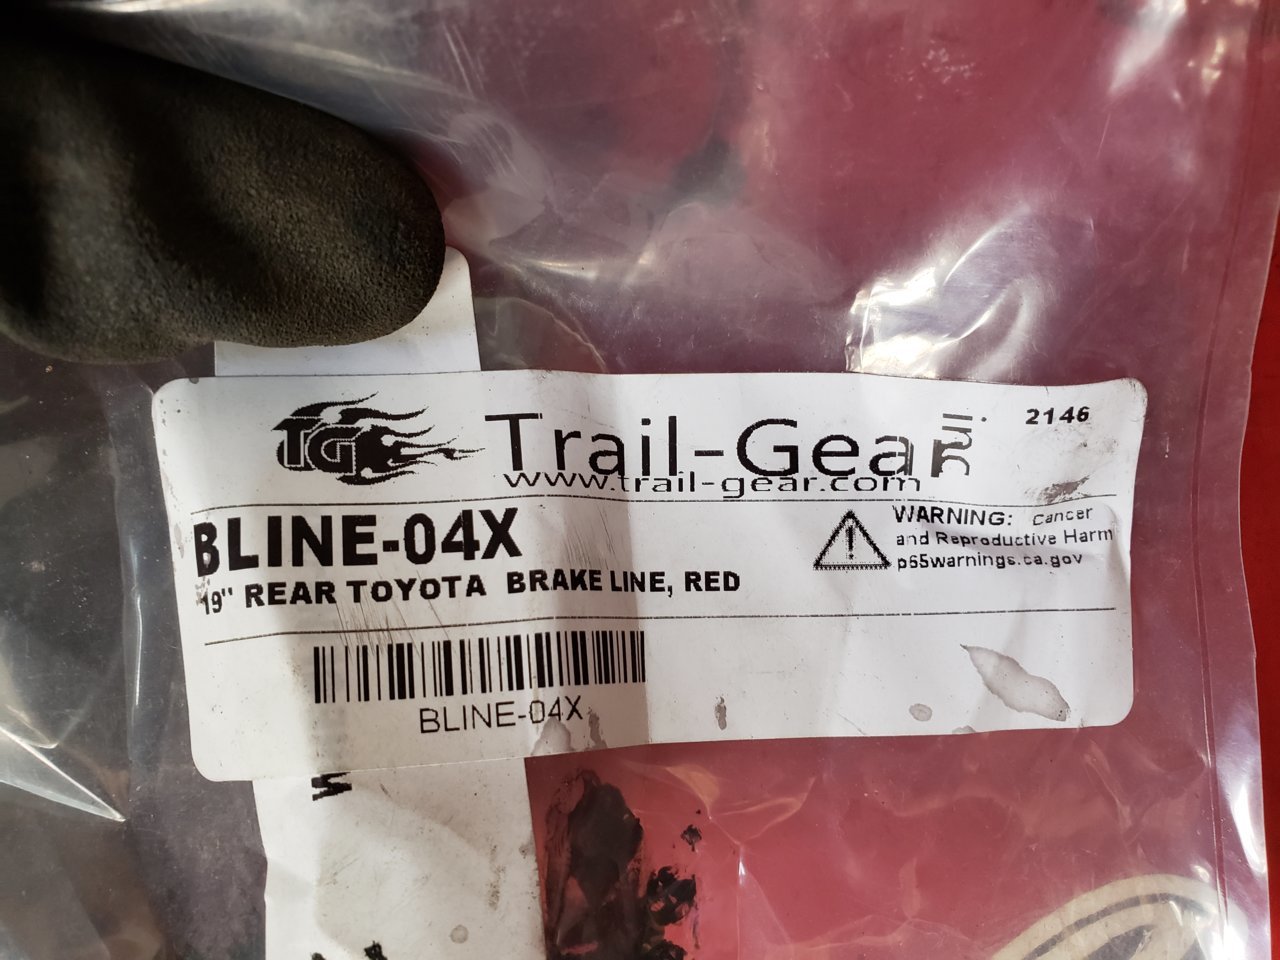 TG Trail-Gear Inc. 2146
www.trail-gear.com
BLINE-04X
19" REAR TOYOTA BRAKE LINE, RED
WARNING: Cancer
and Reproductive Harm
p65warnings.ca.gov
BLINE-04X